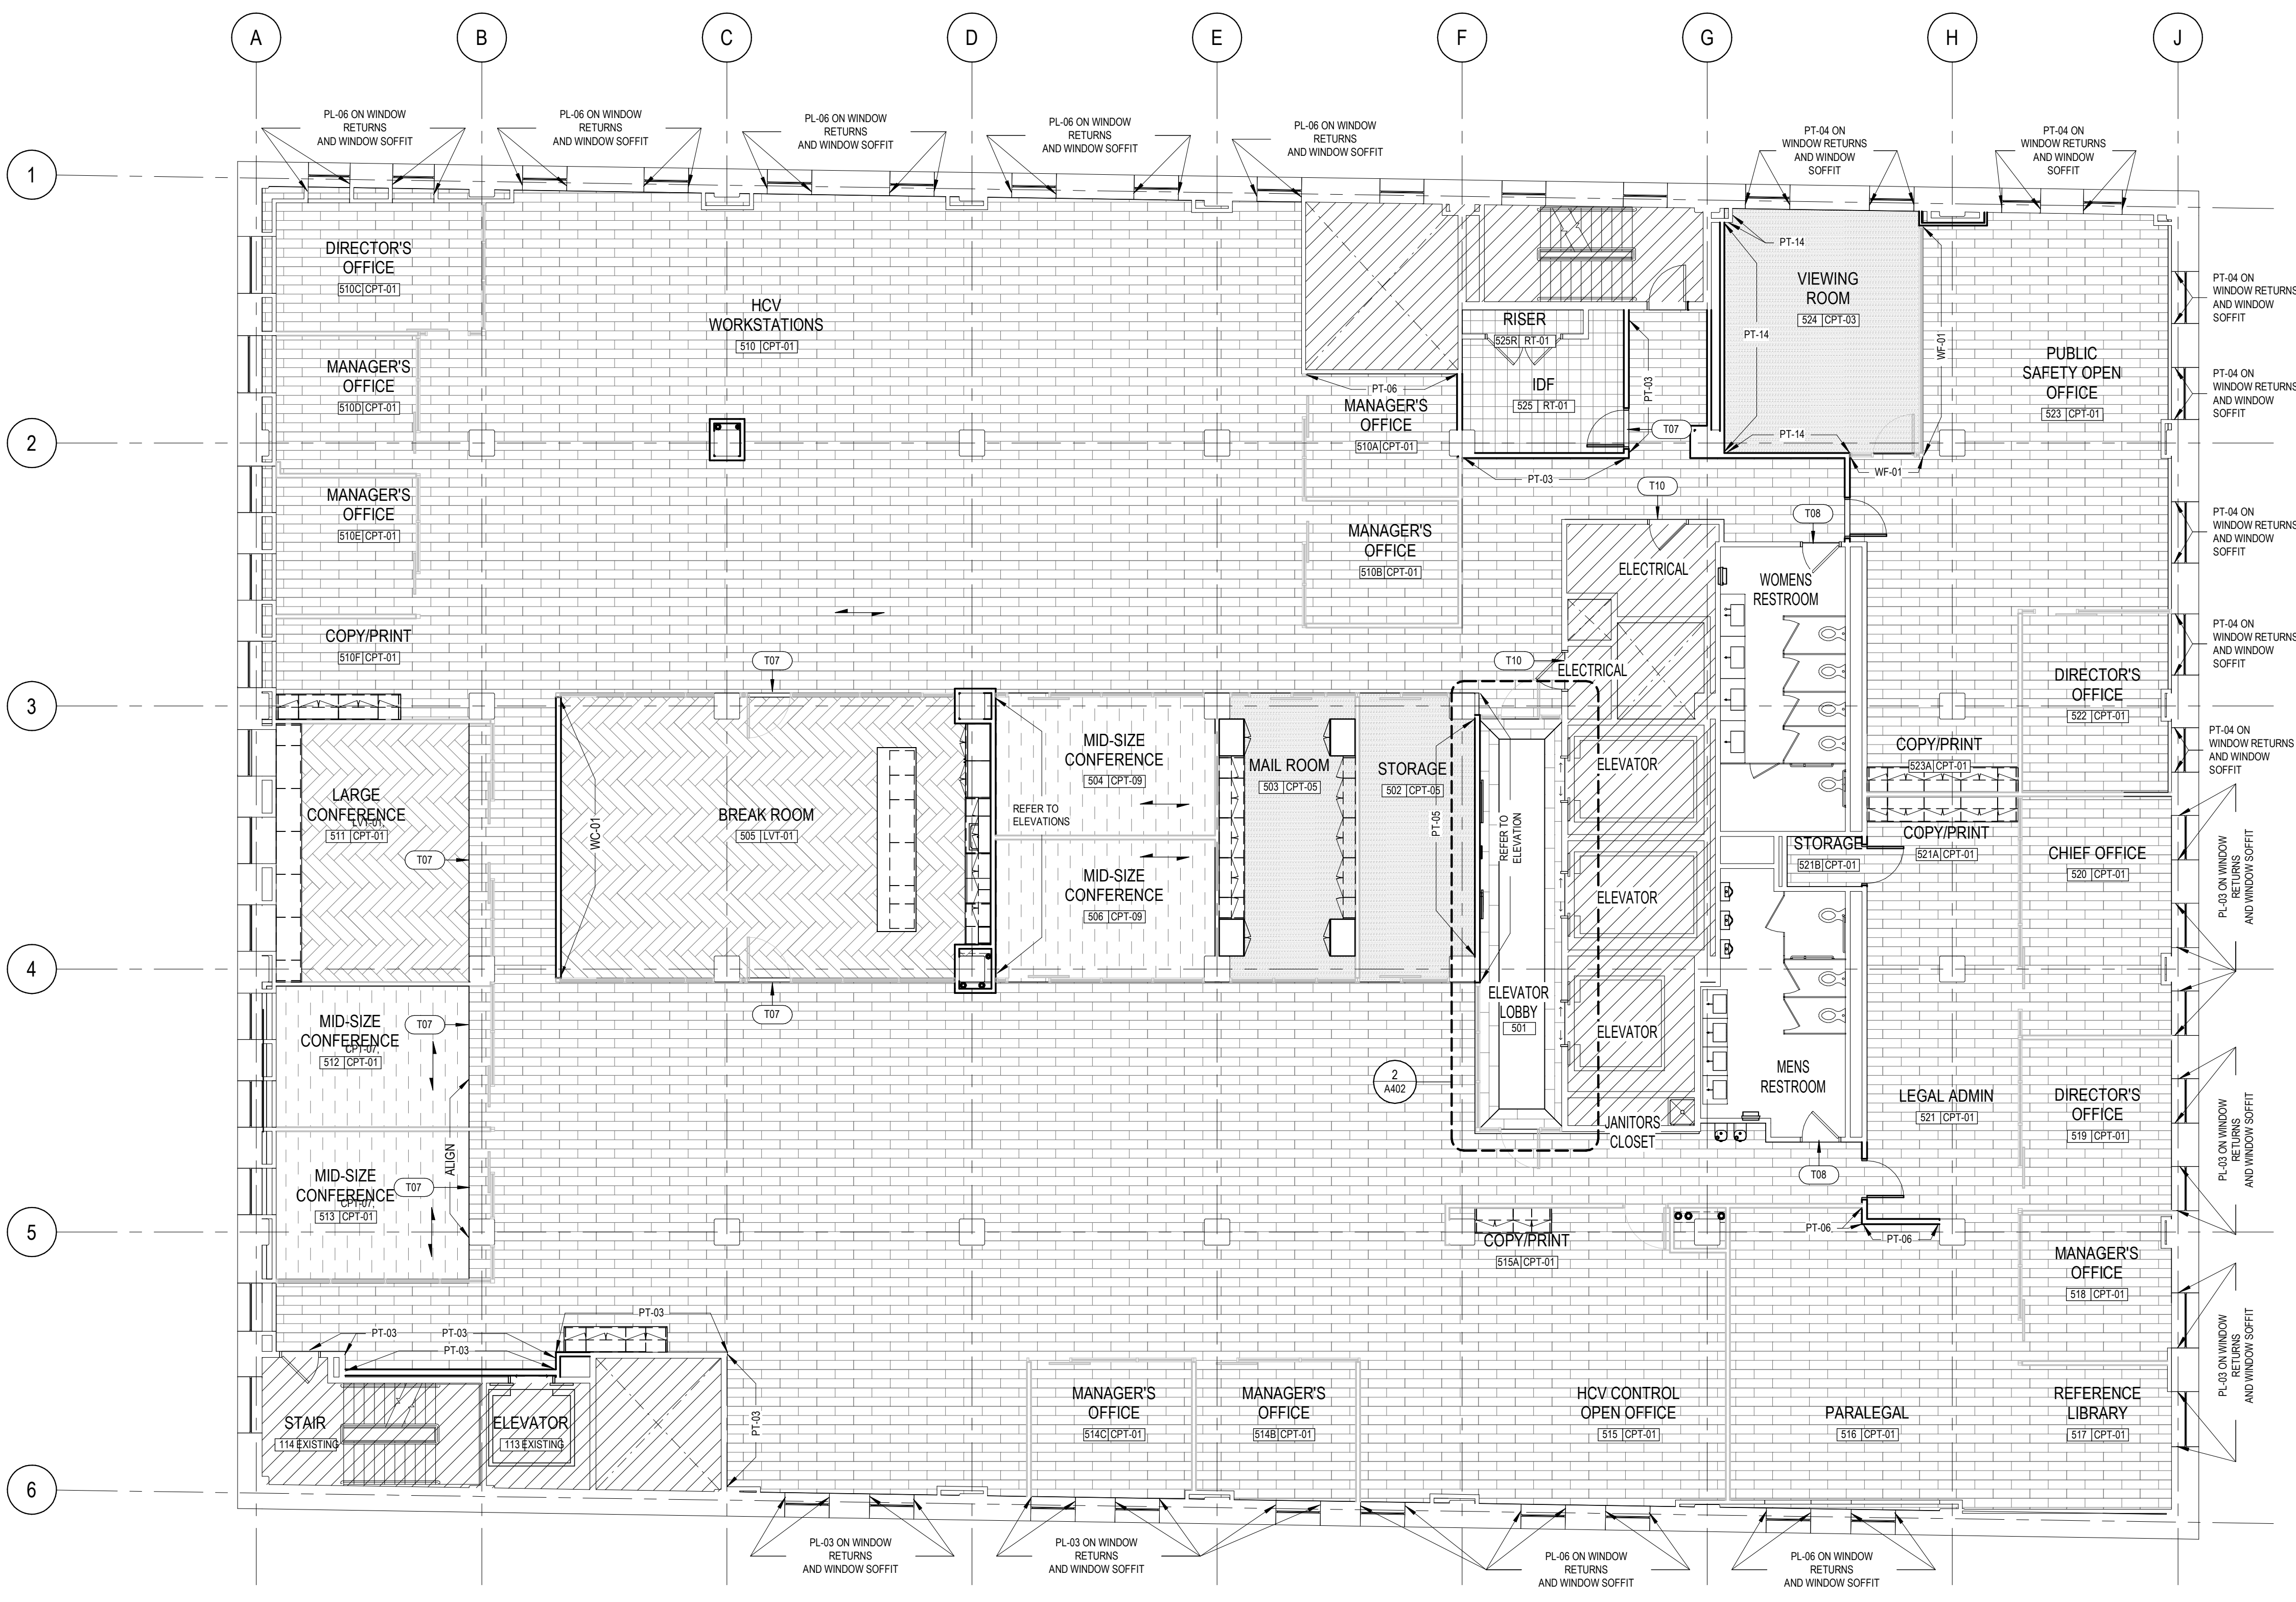 A
B
C
D
E
F
G
H
J
1
2
3
4
5
6
PL-06 ON WINDOW
RETURNS
AND WINDOW SOFFIT
PL-06 ON WINDOW
RETURNS
AND WINDOW SOFFIT
PL-06 ON WINDOW
RETURNS
AND WINDOW SOFFIT
PL-06 ON WINDOW
RETURNS
AND WINDOW SOFFIT
PL-06 ON WINDOW
RETURNS
AND WINDOW SOFFIT
PT-04 ON
WINDOW RETURNS
AND WINDOW
SOFFIT
PT-04 ON
WINDOW RETURNS
AND WINDOW
SOFFIT
DIRECTOR'S
OFFICE
510C CPT-01
HCV
WORKSTATIONS
510 CPT-01
MANAGER'S
OFFICE
510D CPT-01
MANAGER'S
OFFICE
510E CPT-01
COPY/PRINT
510F CPT-01
RISER
525R RT-01
IDF
525 RT-01
PT-06
MANAGER'S
OFFICE
510A CPT-01
MANAGER'S
OFFICE
510B CPT-01
PT-03
T07
PT-03
PT-14
VIEWING
ROOM
524 CPT-03
PT-14
PT-14
WF-01
WF-01
PUBLIC
SAFETY OPEN
OFFICE
523 CPT-01
PT-04 ON
WINDOW RETURNS
AND WINDOW
SOFFIT
PT-04 ON
WINDOW RETURNS
AND WINDOW
SOFFIT
PT-04 ON
WINDOW RETURNS
AND WINDOW
SOFFIT
PT-04 ON
WINDOW RETURNS
AND WINDOW
SOFFIT
PT-04 ON
WINDOW RETURNS
AND WINDOW
SOFFIT
T10
T08
ELECTRICAL
WOMENS
RESTROOM
T10
ELECTRICAL
T07
DIRECTOR'S
OFFICE
522 CPT-01
COPY/PRINT
523A CPT-01
COPY/PRINT
521A CPT-01
STORAGE
521B CPT-01
CHIEF OFFICE
520 CPT-01
LARGE
CONFERENCE
LVT-01,
511 CPT-01
T07
WC-01
BREAK ROOM
505 LVT-01
MID-SIZE
CONFERENCE
504 CPT-09
REFER TO
ELEVATIONS
MID-SIZE
CONFERENCE
506 CPT-09
MAIL ROOM
503 CPT-05
STORAGE
502 CPT-05
PT-05
REFER TO
ELEVATION
ELEVATOR
ELEVATOR
ELEVATOR
ELEVATOR
LOBBY
501
2
A402
T07
MID-SIZE
CONFERENCE
CPT-07,
512 CPT-01
T07
ALIGN
MID-SIZE
CONFERENCE
CPT-07,
513 CPT-01
T07
JANITORS
CLOSET
MENS
RESTROOM
T08
LEGAL ADMIN
521 CPT-01
DIRECTOR'S
OFFICE
519 CPT-01
PL-03 ON WINDOW
RETURNS
AND WINDOW SOFFIT
PL-03 ON WINDOW
RETURNS
AND WINDOW SOFFIT
PL-03 ON WINDOW
RETURNS
AND WINDOW SOFFIT
PT-06
PT-06
COPY/PRINT
515A CPT-01
MANAGER'S
OFFICE
518 CPT-01
PT-03
PT-03
PT-03
PT-03
PT-03
STAIR
114 EXISTING
ELEVATOR
113 EXISTING
MANAGER'S
OFFICE
514C CPT-01
MANAGER'S
OFFICE
514B CPT-01
HCV CONTROL
OPEN OFFICE
515 CPT-01
PARALEGAL
516 CPT-01
REFERENCE
LIBRARY
517 CPT-01
PL-03 ON WINDOW
RETURNS
AND WINDOW SOFFIT
PL-03 ON WINDOW
RETURNS
AND WINDOW SOFFIT
PL-06 ON WINDOW
RETURNS
AND WINDOW SOFFIT
PL-06 ON WINDOW
RETURNS
AND WINDOW SOFFIT